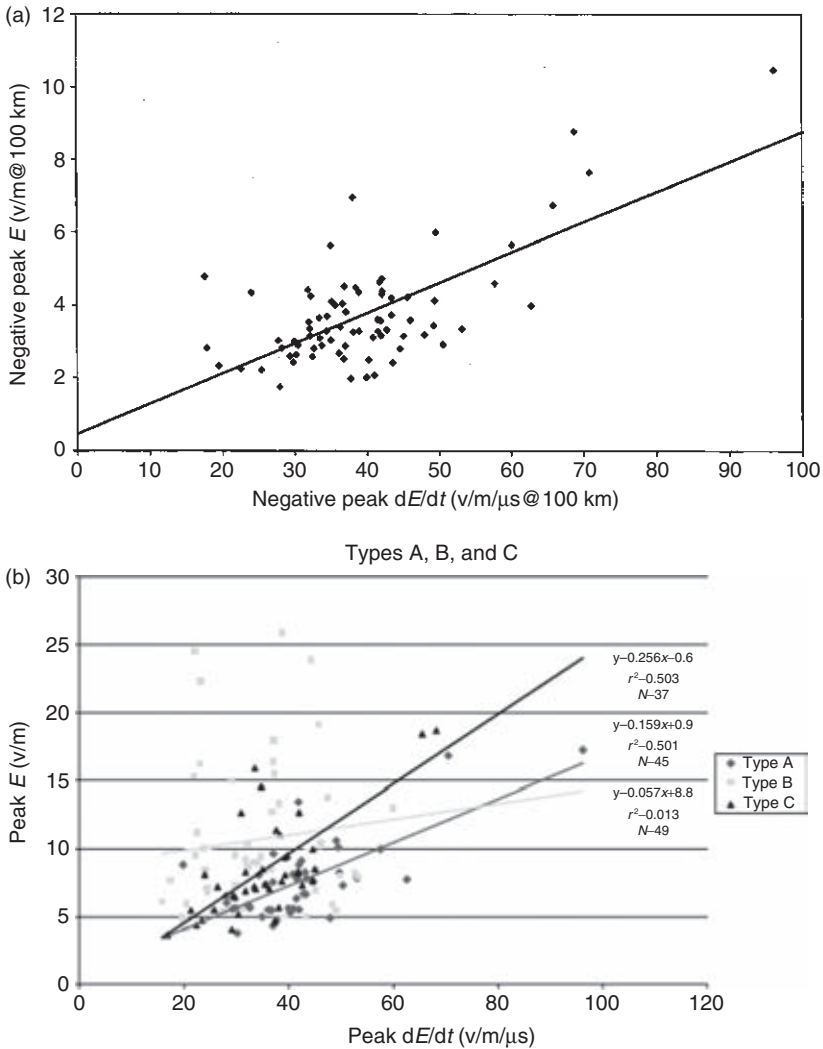 (a)
12
10
8
6
4
2
0
Negative peak E (v/m@100 km)
0 10 20 30 40 50 60 70 80 90 100
Negative peak dE/dt (v/m/μs@100 km)
Types A, B, and C
(b)
30
25
20
15
10
5
0
Peak E (v/m)
y–0.256x–0.6
r²–0.503
N–37
y–0.159x+0.9
r²–0.501
N–45
y–0.057x+8.8
r²–0.013
N–49
Type A
Type B
Type C
0 20 40 60 80 100 120
Peak dE/dt (v/m/μs)